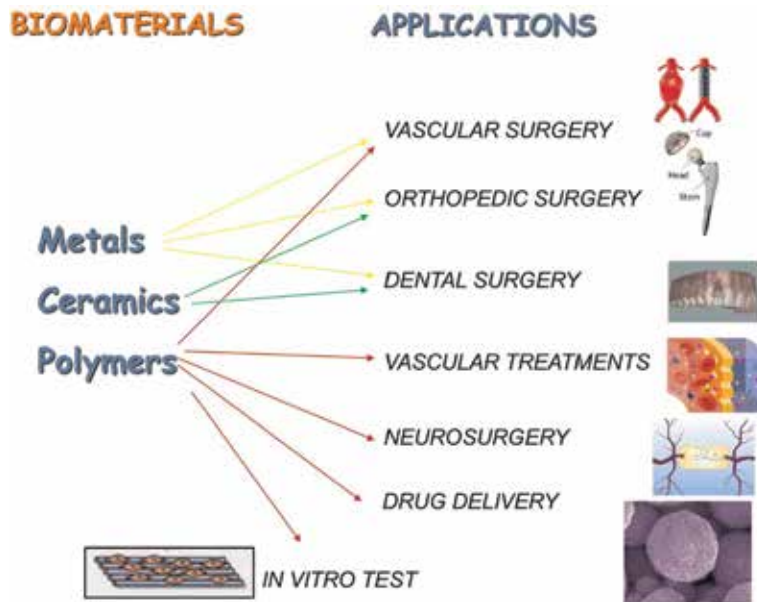 BIOMATERIALS
APPLICATIONS
VASCULAR SURGERY
Cup
Head
Stem
ORTHOPEDIC SURGERY
Metals
DENTAL SURGERY
Ceramics
Polymers
VASCULAR TREATMENTS
NEUROSURGERY
DRUG DELIVERY
IN VITRO TEST